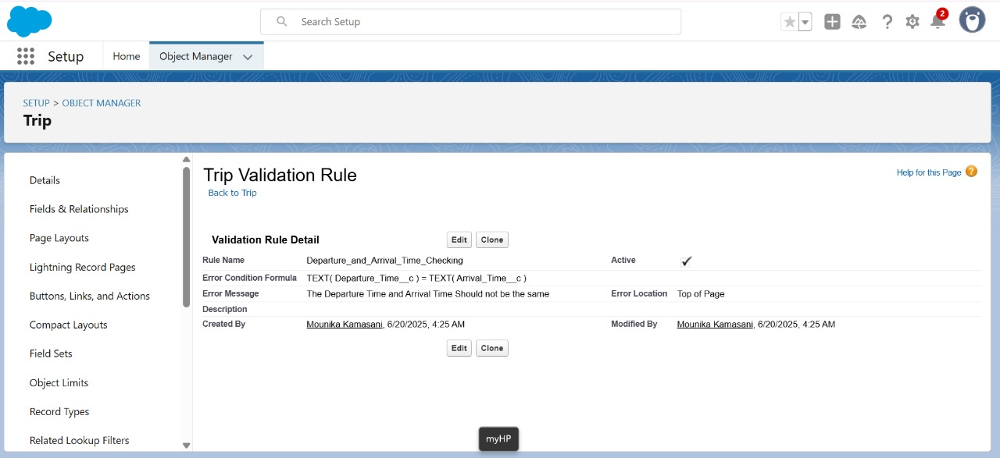 Search Setup
2
Setup
Home
Object Manager
SETUP > OBJECT MANAGER
Trip
Details
Fields & Relationships
Page Layouts
Lightning Record Pages
Buttons, Links, and Actions
Compact Layouts
Field Sets
Object Limits
Record Types
Related Lookup Filters
Trip Validation Rule
Help for this Page ?
Back to Trip
Validation Rule Detail
Edit Clone
Rule Name Departure_and_Arrival_Time_Checking Active
Error Condition Formula TEXT( Departure_Time__c ) = TEXT( Arrival_Time__c )
Error Message The Departure Time and Arrival Time Should not be the same Error Location Top of Page
Description
Created By Mounika Kamasani, 6/20/2025, 4:25 AM Modified By Mounika Kamasani, 6/20/2025, 4:25 AM
Edit Clone
myHP